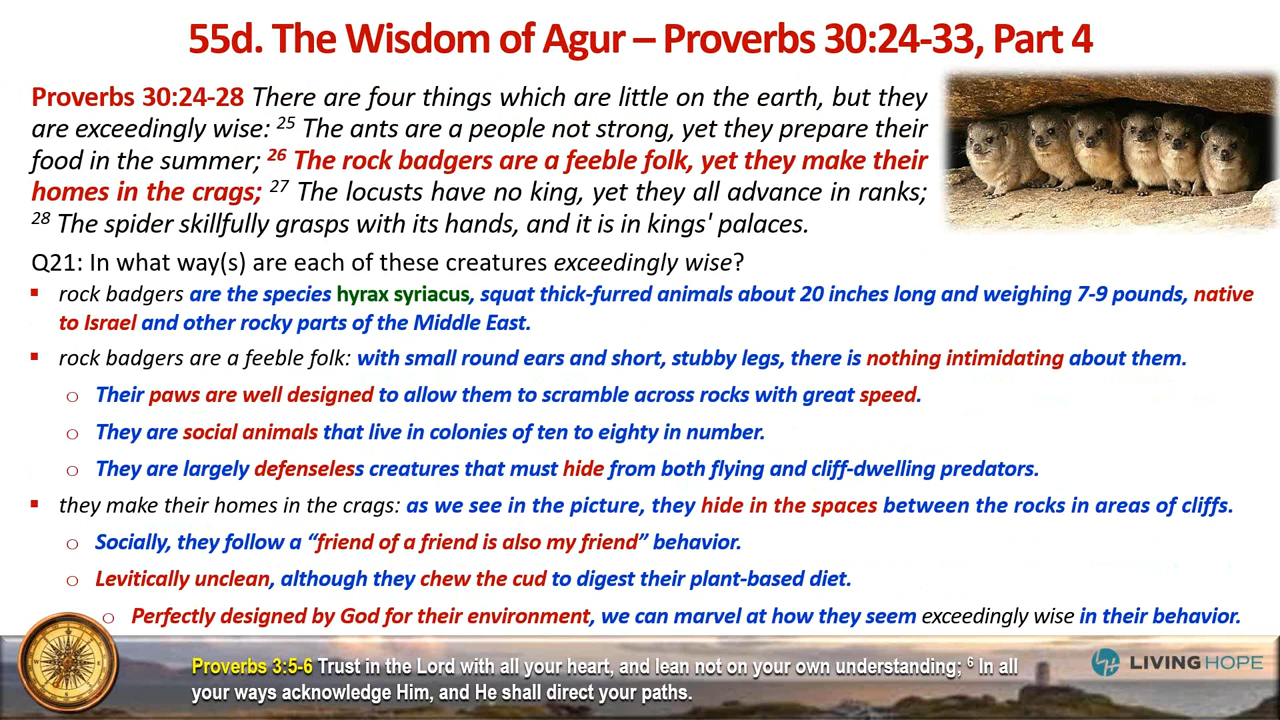 55d. The Wisdom of Agur – Proverbs 30:24-33, Part 4
Proverbs 30:24-28 There are four things which are little on the earth, but they
are exceedingly wise: 25 The ants are a people not strong, yet they prepare their
food in the summer; 26 The rock badgers are a feeble folk, yet they make their
homes in the crags; 27 The locusts have no king, yet they all advance in ranks;
28 The spider skillfully grasps with its hands, and it is in kings' palaces.
Q21: In what way(s) are each of these creatures exceedingly wise?
▪ rock badgers are the species hyrax syriacus, squat thick-furred animals about 20 inches long and weighing 7-9 pounds, native
to Israel and other rocky parts of the Middle East.
▪ rock badgers are a feeble folk: with small round ears and short, stubby legs, there is nothing intimidating about them.
o Their paws are well designed to allow them to scramble across rocks with great speed.
o They are social animals that live in colonies of ten to eighty in number.
o They are largely defenseless creatures that must hide from both flying and cliff-dwelling predators.
▪ they make their homes in the crags: as we see in the picture, they hide in the spaces between the rocks in areas of cliffs.
o Socially, they follow a “friend of a friend is also my friend” behavior.
o Levitically unclean, although they chew the cud to digest their plant-based diet.
o Perfectly designed by God for their environment, we can marvel at how they seem exceedingly wise in their behavior.
Proverbs 3:5-6 Trust in the Lord with all your heart, and lean not on your own understanding; 6 In all
your ways acknowledge Him, and He shall direct your paths.
LIVING HOPE